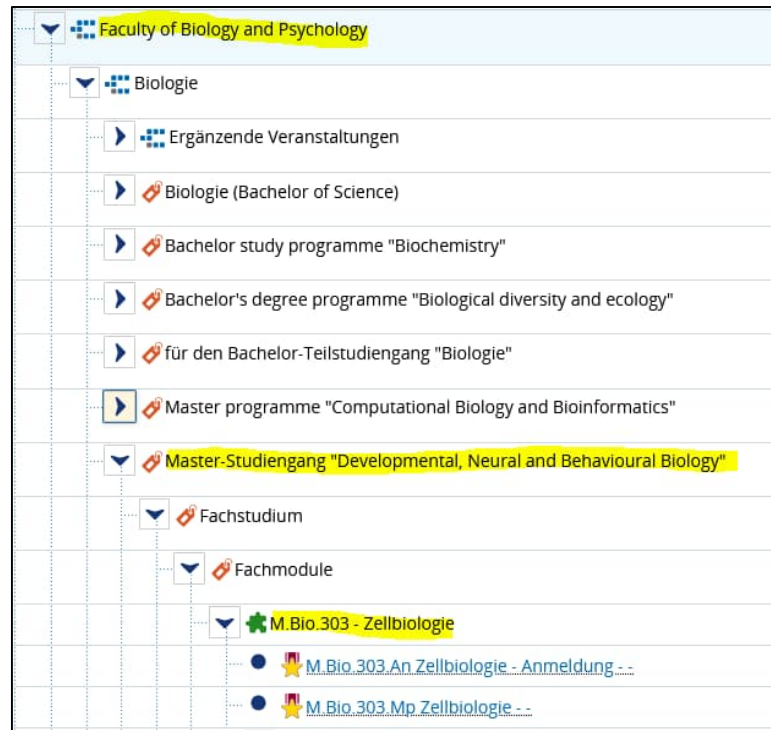 Faculty of Biology and Psychology
Biologie
Ergänzende Veranstaltungen
Biologie (Bachelor of Science)
Bachelor study programme "Biochemistry"
Bachelor's degree programme "Biological diversity and ecology"
für den Bachelor-Teilstudiengang "Biologie"
Master programme "Computational Biology and Bioinformatics"
Master-Studiengang "Developmental, Neural and Behavioural Biology"
Fachstudium
Fachmodule
M.Bio.303 - Zellbiologie
M.Bio.303.An Zellbiologie - Anmeldung - -
M.Bio.303.Mp Zellbiologie - -